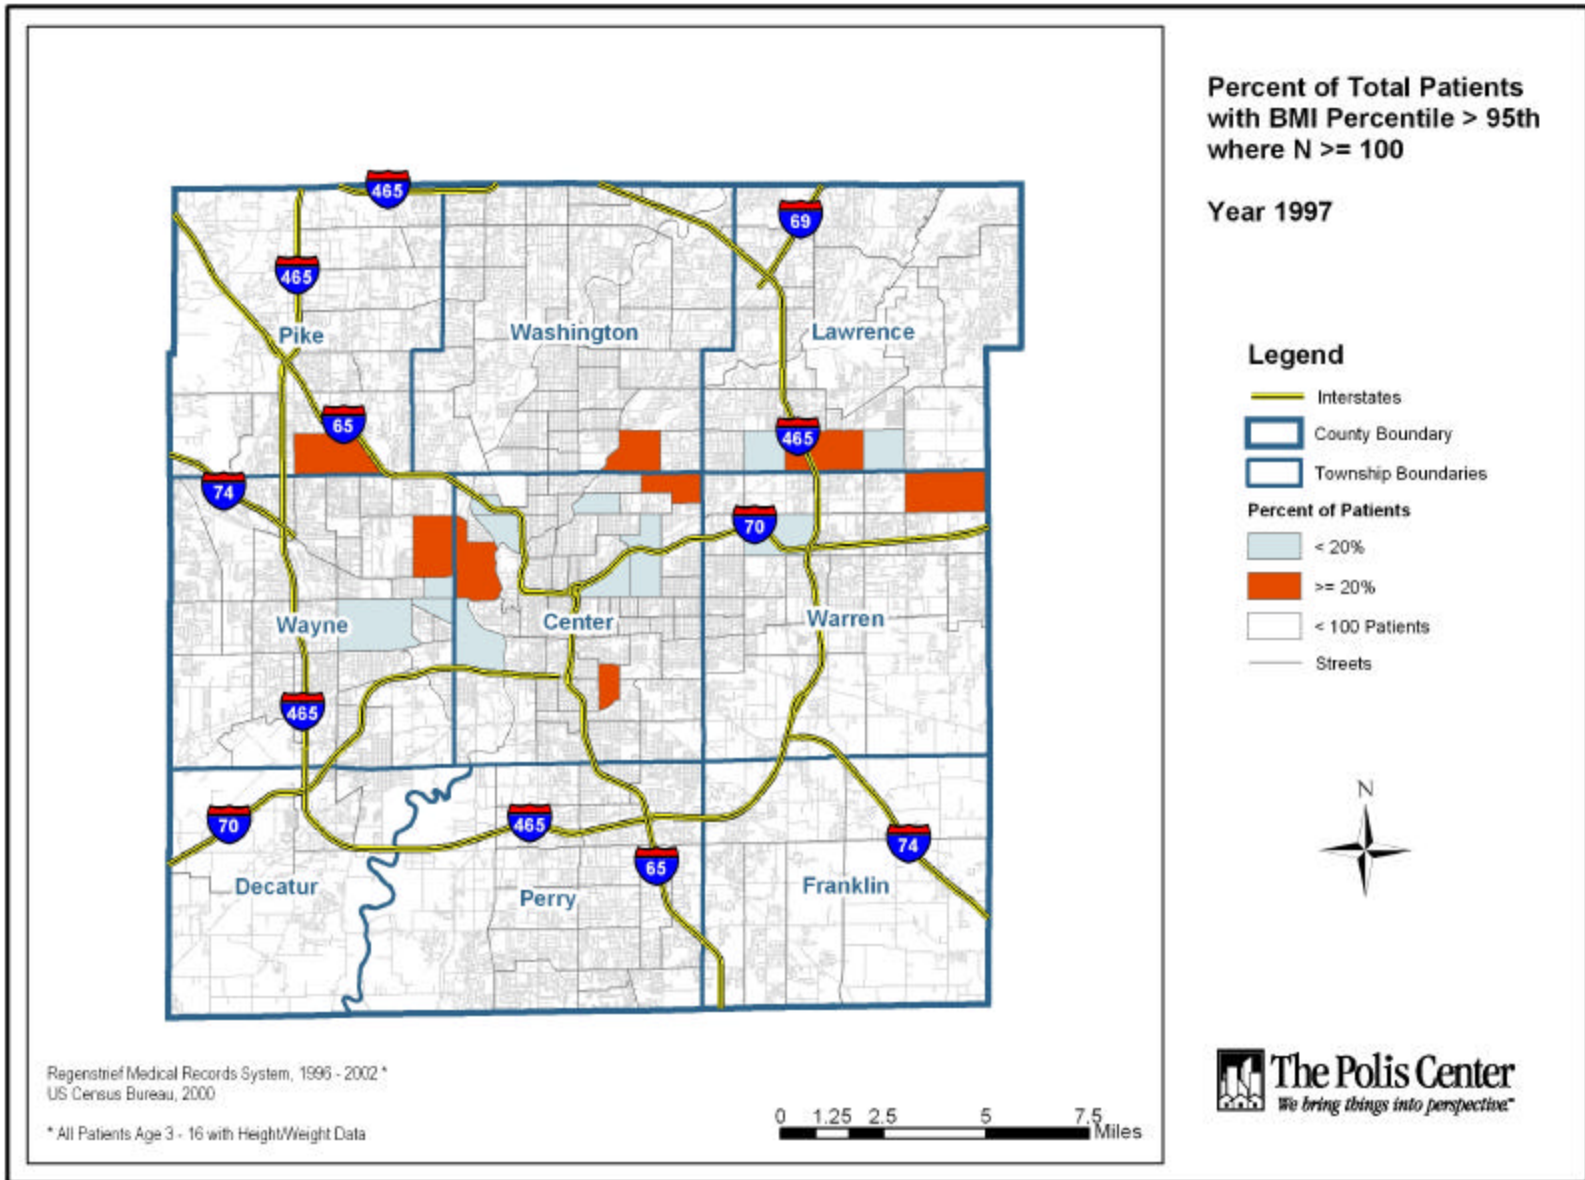 Percent of Total Patients
with BMI Percentile > 95th
where N >= 100
Year 1997
465
69
465
Pike
Washington
Lawrence
65
465
74
70
Wayne
Center
Warren
465
70
465
65
74
Decatur
Perry
Franklin
Legend
Interstates
County Boundary
Township Boundaries
Percent of Patients
< 20%
>= 20%
< 100 Patients
Streets
N
Regenstrief Medical Records System, 1996 - 2002 *
US Census Bureau, 2000
* All Patients Age 3 - 16 with Height/Weight Data
0 1.25 2.5 5 7.5
Miles
The Polis Center
We bring things into perspective.℠